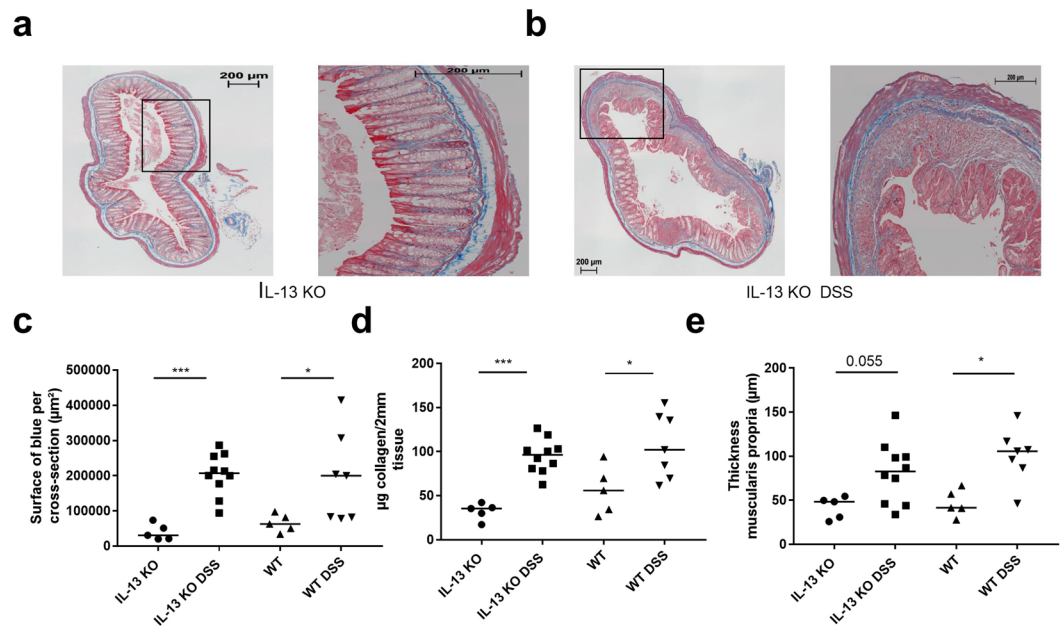 a
b
200 µm
200 µm
200 µm
200 µm
IL-13 KO
IL-13 KO DSS
c
d
e
Surface of blue per
cross-section (µm²)
500000
400000
300000
200000
100000
0
***
*
IL-13 KO
IL-13 KO DSS
WT
WT DSS
µg collagen/2mm
tissue
200
150
100
50
0
***
*
IL-13 KO
IL-13 KO DSS
WT
WT DSS
Thickness
muscularis propria (µm)
200
150
100
50
0
0.055
*
IL-13 KO
IL-13 KO DSS
WT
WT DSS